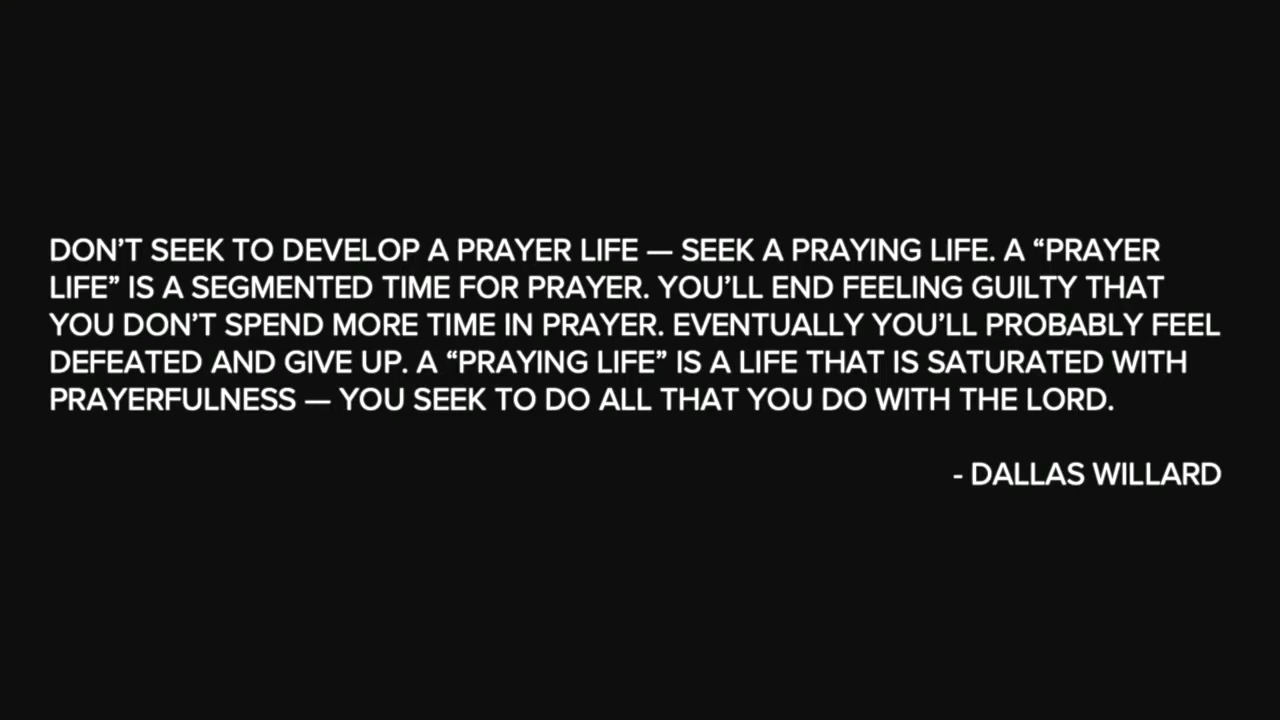 DON’T SEEK TO DEVELOP A PRAYER LIFE — SEEK A PRAYING LIFE. A “PRAYER
LIFE” IS A SEGMENTED TIME FOR PRAYER. YOU’LL END FEELING GUILTY THAT
YOU DON’T SPEND MORE TIME IN PRAYER. EVENTUALLY YOU’LL PROBABLY FEEL
DEFEATED AND GIVE UP. A “PRAYING LIFE” IS A LIFE THAT IS SATURATED WITH
PRAYERFULNESS — YOU SEEK TO DO ALL THAT YOU DO WITH THE LORD.
- DALLAS WILLARD